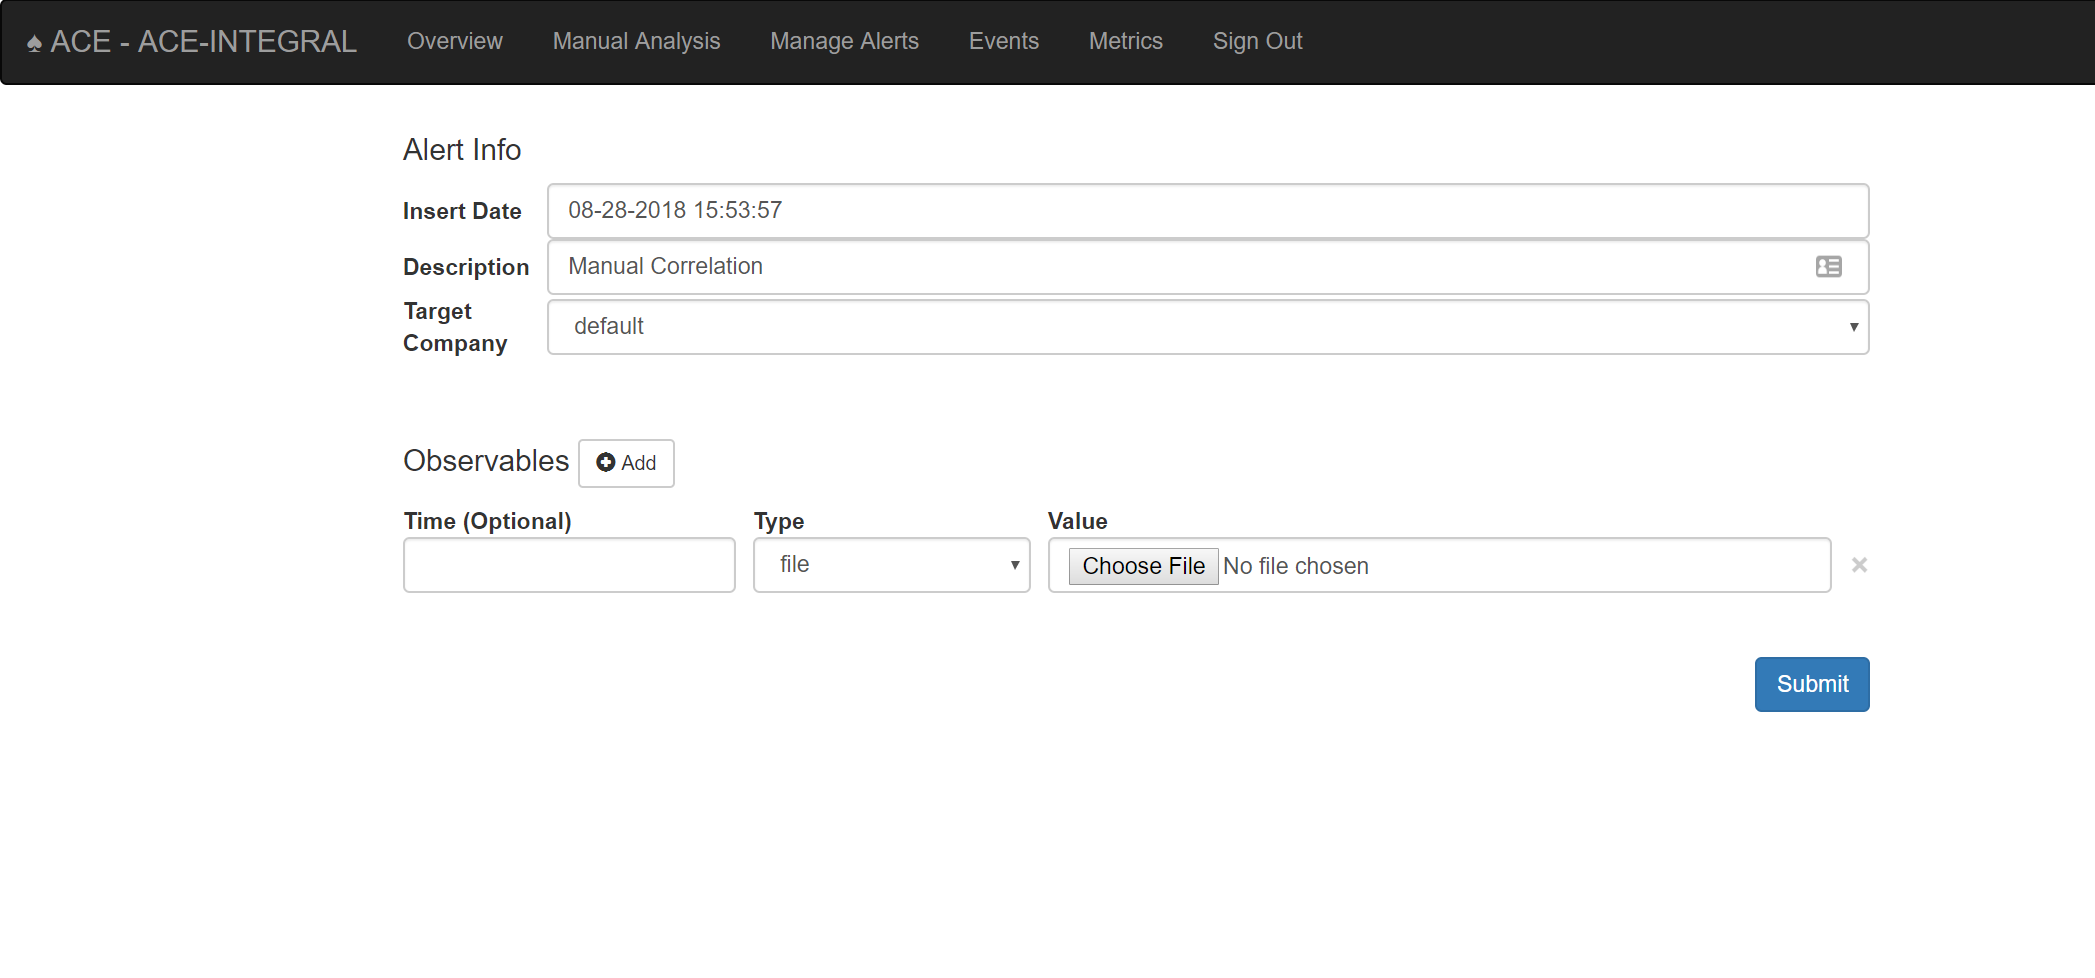 ♠ ACE - ACE-INTEGRAL Overview Manual Analysis Manage Alerts Events Metrics Sign Out
Alert Info
Insert Date 08-28-2018 15:53:57
Description Manual Correlation
Target Company default
Observables Add
Time (Optional) Type Value
file Choose File No file chosen
Submit